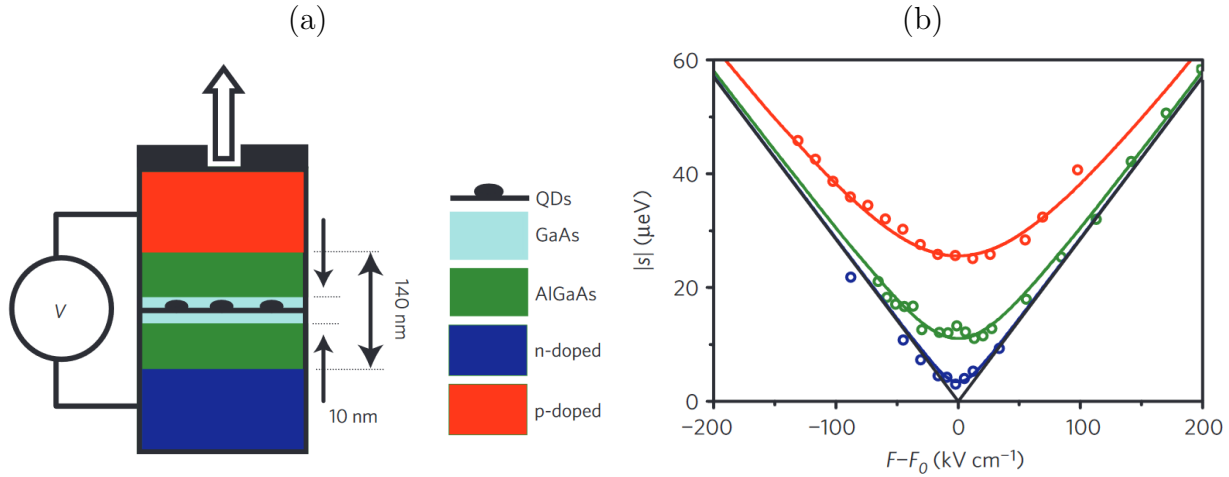 (a)
V
140 nm
10 nm
QDs
GaAs
AlGaAs
n-doped
p-doped
(b)
60
40
20
0
|s| (μeV)
−200
−100
0
100
200
F−F₀ (kV cm⁻¹)